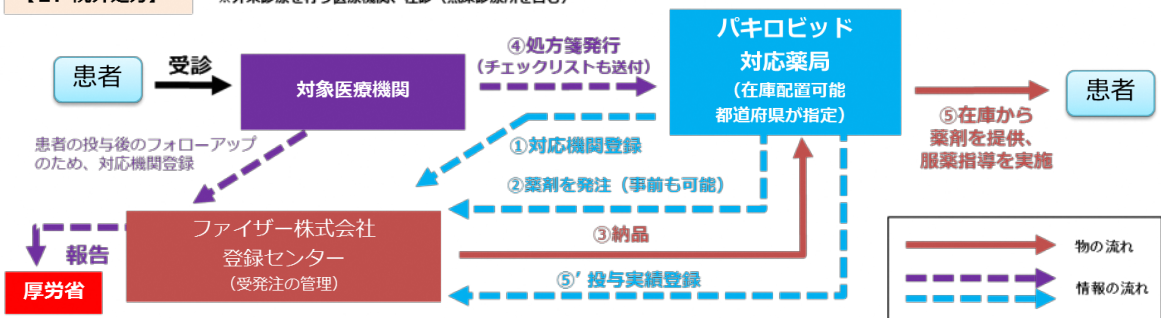 患者
受診
対象医療機関
④処方箋発行
(チェックリストも送付)
パキロビッド
対応薬局
(在庫配置可能
都道府県が指定)
患者
⑤在庫から
薬剤を提供、
服薬指導を実施
患者の投与後のフォローアップ
のため、対応機関登録
①対応機関登録
②薬剤を発注（事前も可能）
ファイザー株式会社
登録センター
(受発注の管理)
③納品
⑤’ 投与実績登録
報告
厚労省
物の流れ
情報の流れ